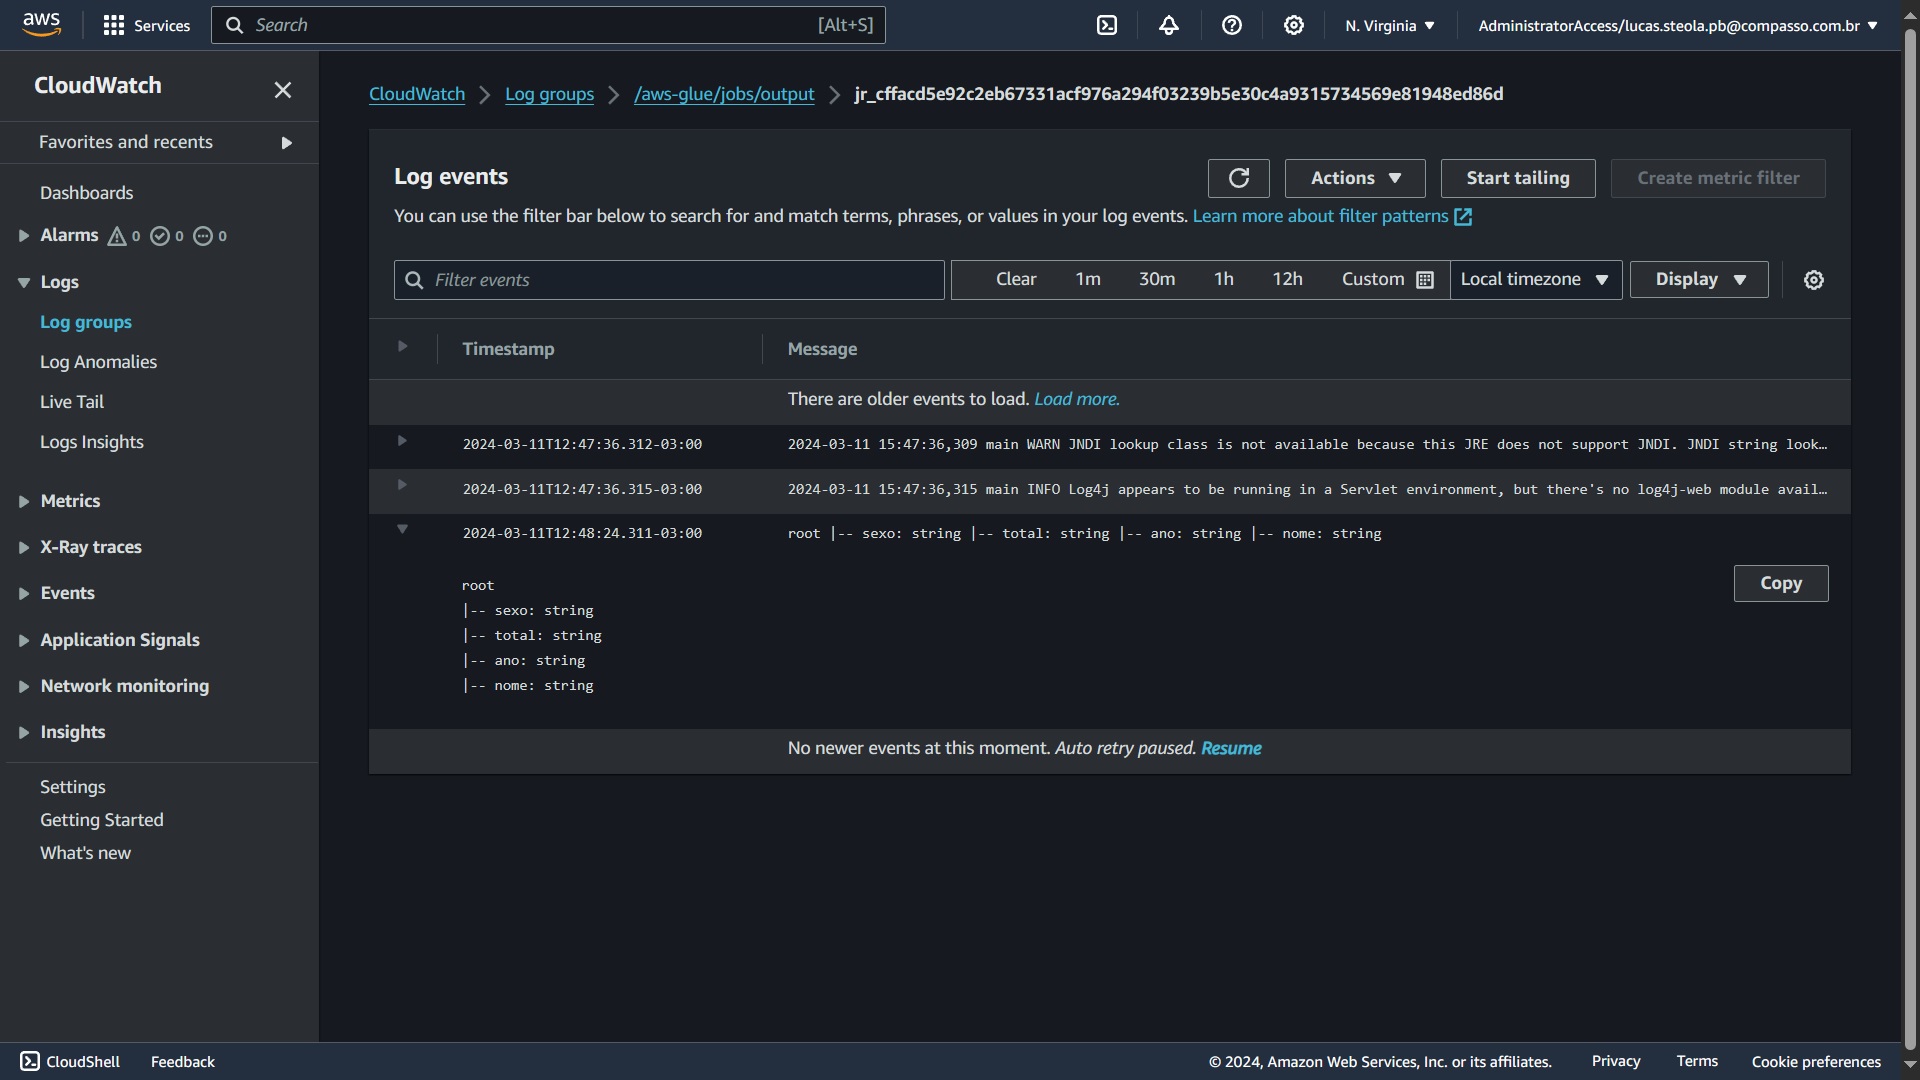 aws
Services
Search
[Alt+S]
N. Virginia
AdministratorAccess/lucas.steola.pb@compasso.com.br
CloudWatch
Favorites and recents
Dashboards
Alarms 0 0 0
Logs
Log groups
Log Anomalies
Live Tail
Logs Insights
Metrics
X-Ray traces
Events
Application Signals
Network monitoring
Insights
Settings
Getting Started
What's new
CloudWatch
Log groups
/aws-glue/jobs/output
jr_cffacd5e92c2eb67331acf976a294f03239b5e30c4a9315734569e81948ed86d
Log events
Actions
Start tailing
Create metric filter
You can use the filter bar below to search for and match terms, phrases, or values in your log events. Learn more about filter patterns
Filter events
Clear
1m
30m
1h
12h
Custom
Local timezone
Display
Timestamp
Message
There are older events to load. Load more.
2024-03-11T12:47:36.312-03:00 2024-03-11 15:47:36,309 main WARN JNDI lookup class is not available because this JRE does not support JNDI. JNDI string look…
2024-03-11T12:47:36.315-03:00 2024-03-11 15:47:36,315 main INFO Log4j appears to be running in a Servlet environment, but there's no log4j-web module avail…
2024-03-11T12:48:24.311-03:00 root |-- sexo: string |-- total: string |-- ano: string |-- nome: string
root
|-- sexo: string
|-- total: string
|-- ano: string
|-- nome: string
Copy
No newer events at this moment. Auto retry paused. Resume
CloudShell
Feedback
© 2024, Amazon Web Services, Inc. or its affiliates.
Privacy
Terms
Cookie preferences